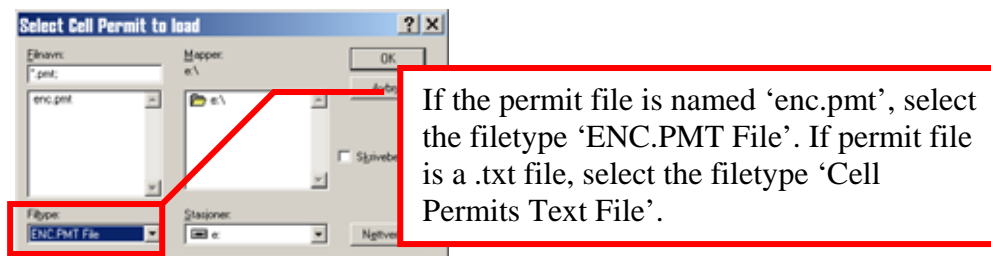 Select Cell Permit to load
Filnavn:
*.pmt;
enc.pmt
Mapper:
e:\
e:\
OK
If the permit file is named ‘enc.pmt’, select
the filetype ‘ENC.PMT File’. If permit file
is a .txt file, select the filetype ‘Cell
Permits Text File’.
Filtype:
ENC.PMT File
Stasjoner:
e: